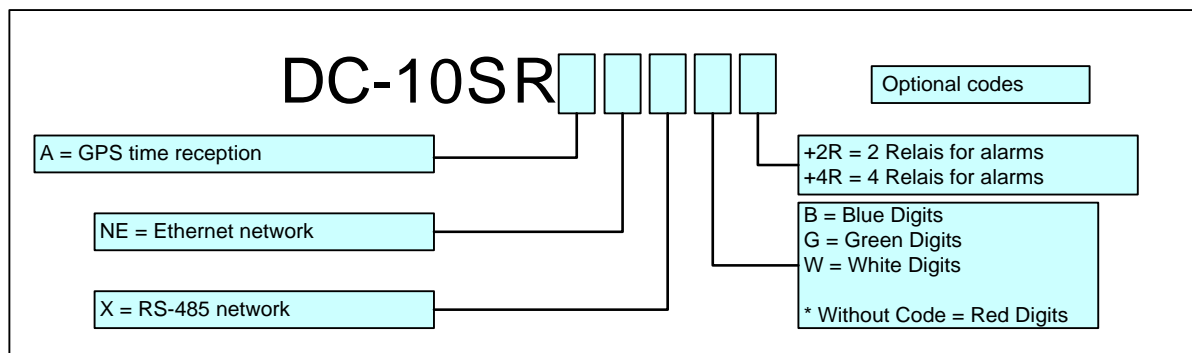 DC-10SR
Optional codes
A = GPS time reception
+2R = 2 Relais for alarms
+4R = 4 Relais for alarms
NE = Ethernet network
B = Blue Digits
G = Green Digits
W = White Digits
X = RS-485 network
* Without Code = Red Digits